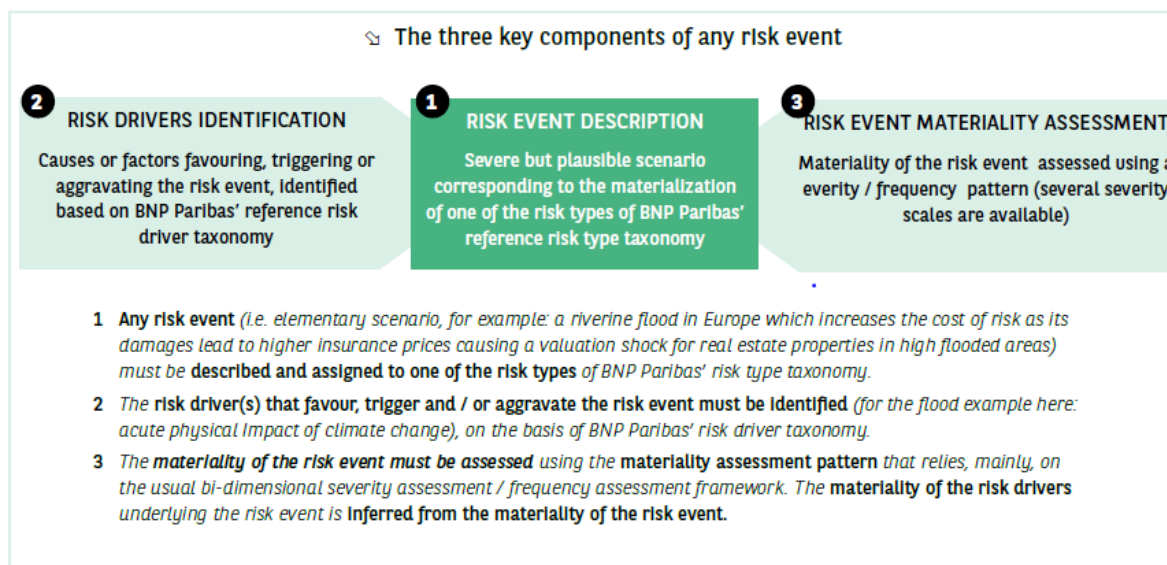 The three key components of any risk event
2
RISK DRIVERS IDENTIFICATION
Causes or factors favouring, triggering or
aggravating the risk event, identified
based on BNP Paribas' reference risk
driver taxonomy
1
RISK EVENT DESCRIPTION
Severe but plausible scenario
corresponding to the materialization
of one of the risk types of BNP Paribas'
reference risk type taxonomy
3
RISK EVENT MATERIALITY ASSESSMENT
Materiality of the risk event assessed using a
everity / frequency pattern (several severity
scales are available)
1 Any risk event (i.e. elementary scenario, for example: a riverine flood in Europe which increases the cost of risk as its
damages lead to higher insurance prices causing a valuation shock for real estate properties in high flooded areas)
must be described and assigned to one of the risk types of BNP Paribas' risk type taxonomy.
2 The risk driver(s) that favour, trigger and / or aggravate the risk event must be identified (for the flood example here:
acute physical Impact of climate change), on the basis of BNP Paribas' risk driver taxonomy.
3 The materiality of the risk event must be assessed using the materiality assessment pattern that relies, mainly, on
the usual bi-dimensional severity assessment / frequency assessment framework. The materiality of the risk drivers
underlying the risk event is inferred from the materiality of the risk event.